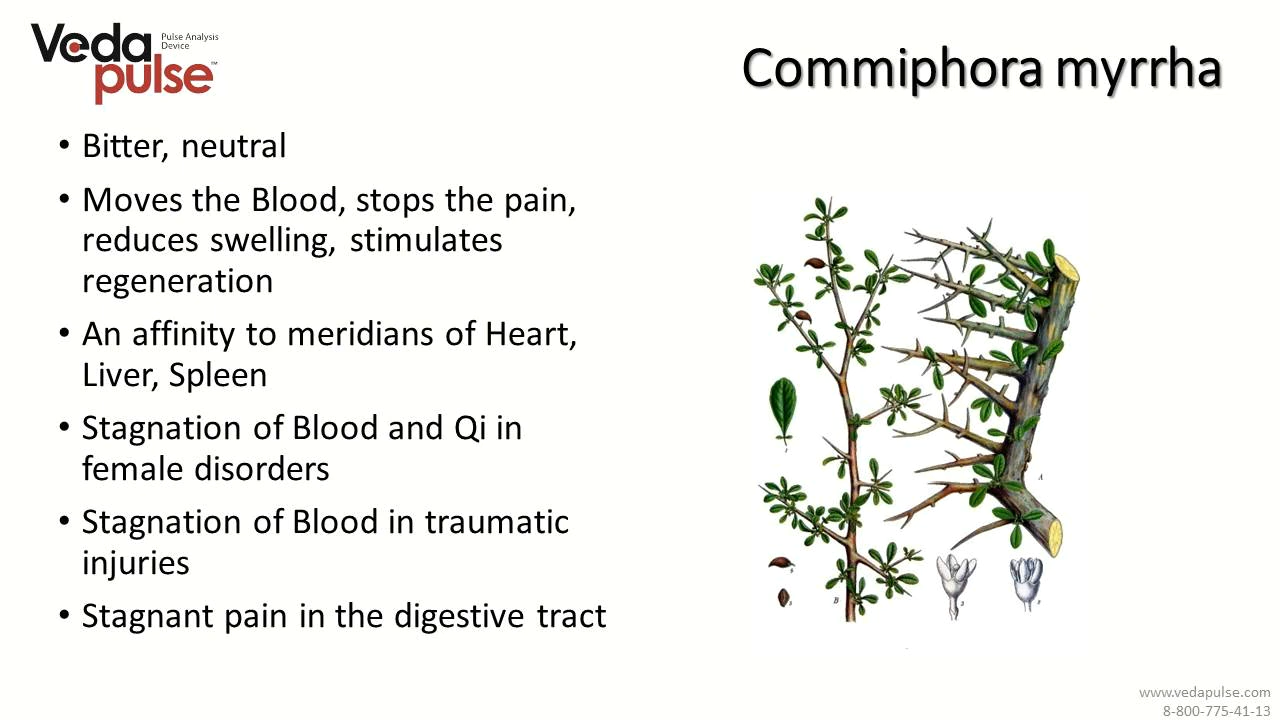 Veda
pulse™
Pulse Analysis
Device
Commiphora myrrha
• Bitter, neutral
• Moves the Blood, stops the pain,
reduces swelling, stimulates
regeneration
• An affinity to meridians of Heart,
Liver, Spleen
• Stagnation of Blood and Qi in
female disorders
• Stagnation of Blood in traumatic
injuries
• Stagnant pain in the digestive tract
A
B
www.vedapulse.com
8-800-775-41-13